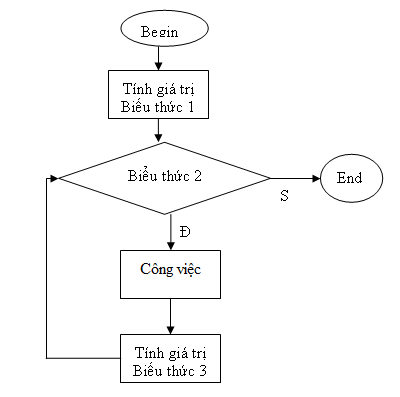 Begin
Tính giá trị
Biểu thức 1
Biểu thức 2
End
S
Đ
Công việc
Tính giá trị
Biểu thức 3